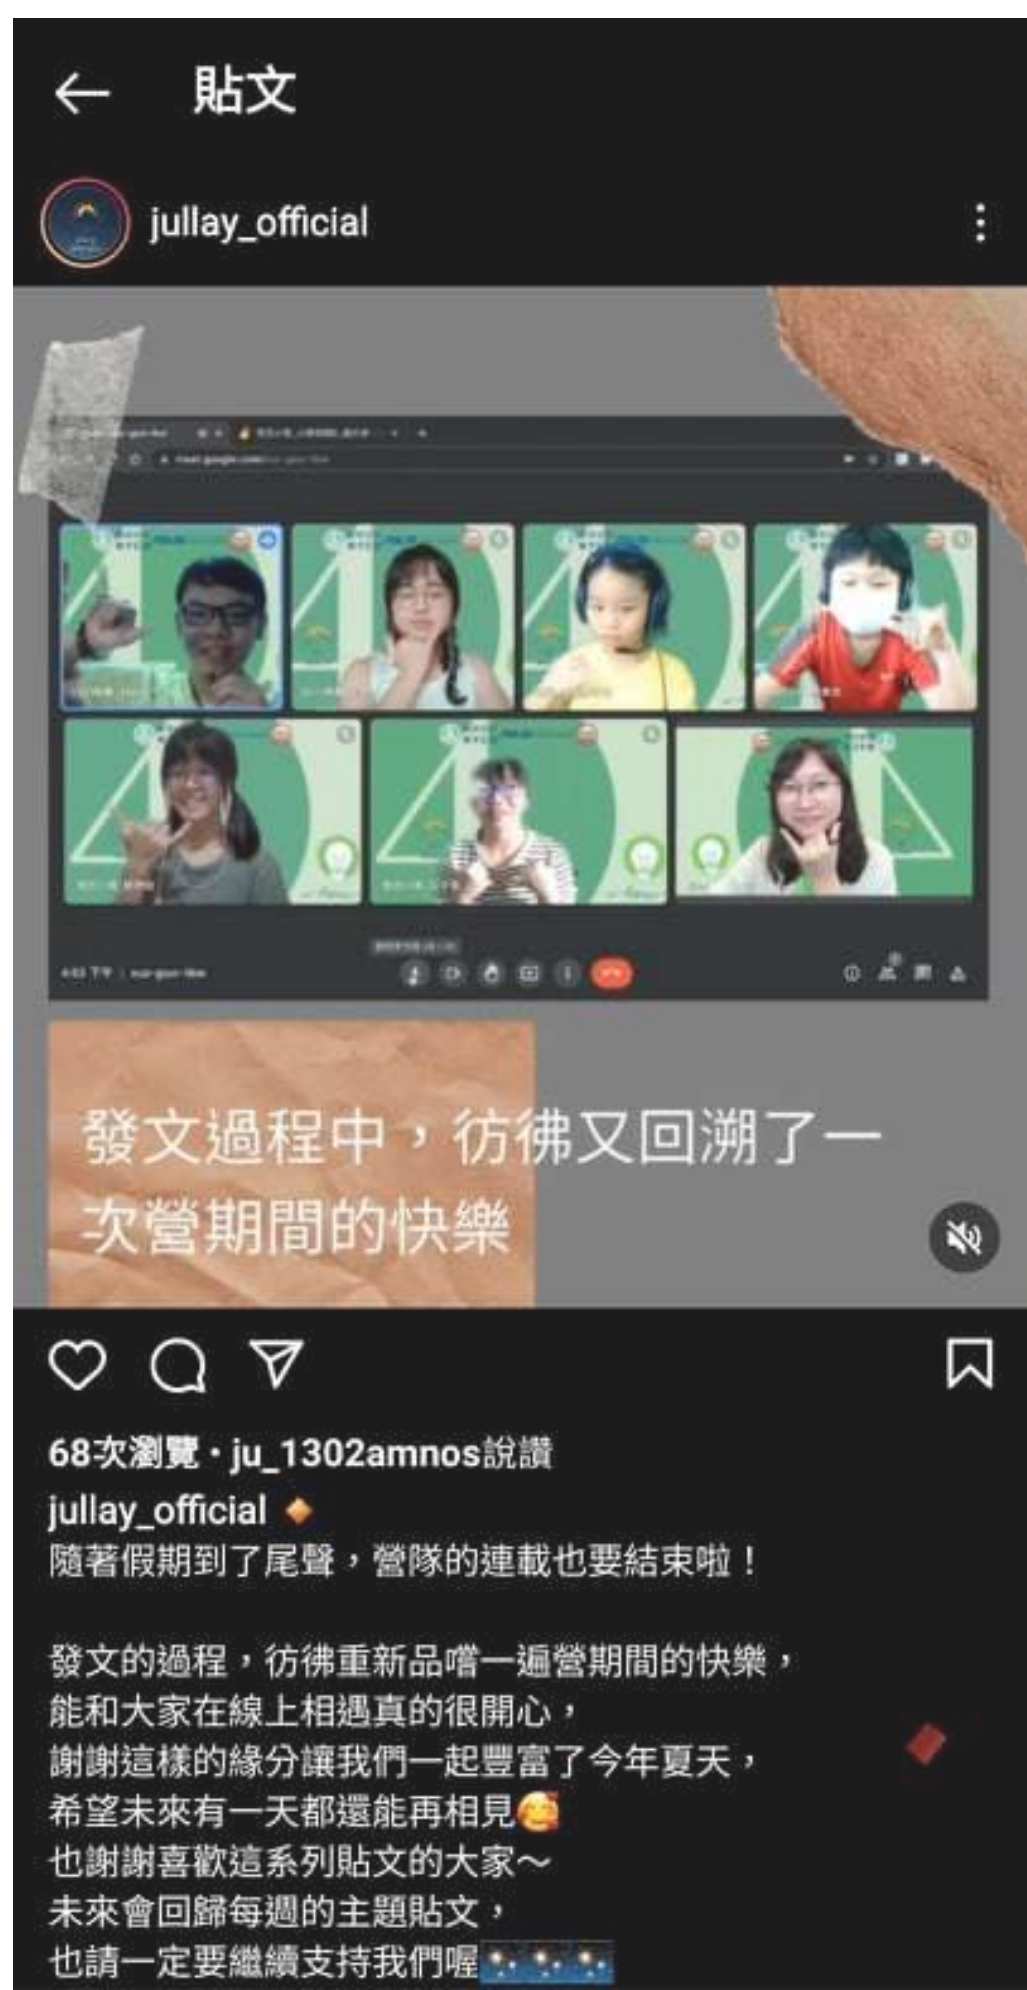 貼文
jullay_official
發文過程中，彷彿又回溯了一
次營期間的快樂
68次瀏覽・ju_1302amnos說讚
jullay_official 🔸
隨著假期到了尾聲，營隊的連載也要結束啦！
發文的過程，彷彿重新品嚐一遍營期間的快樂，
能和大家在線上相遇真的很開心，
謝謝這樣的緣分讓我們一起豐富了今年夏天，
希望未來有一天都還能再相見🥰
也謝謝喜歡這系列貼文的大家～
未來會回歸每週的主題貼文，
也請一定要繼續支持我們喔